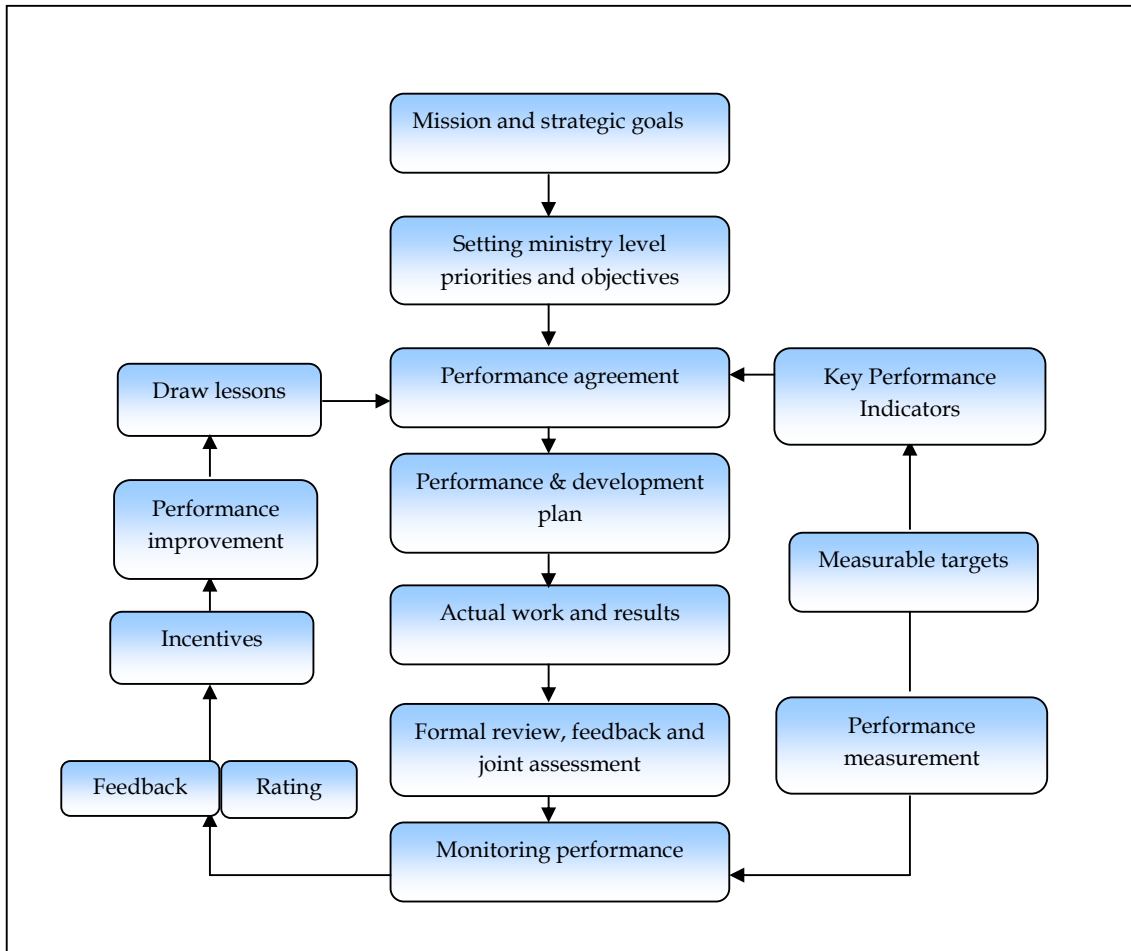 Mission and strategic goals
Setting ministry level
priorities and objectives
Draw lessons
Performance agreement
Key Performance
Indicators
Performance
improvement
Performance & development
plan
Measurable targets
Incentives
Actual work and results
Formal review, feedback and
joint assessment
Performance
measurement
Feedback
Rating
Monitoring performance